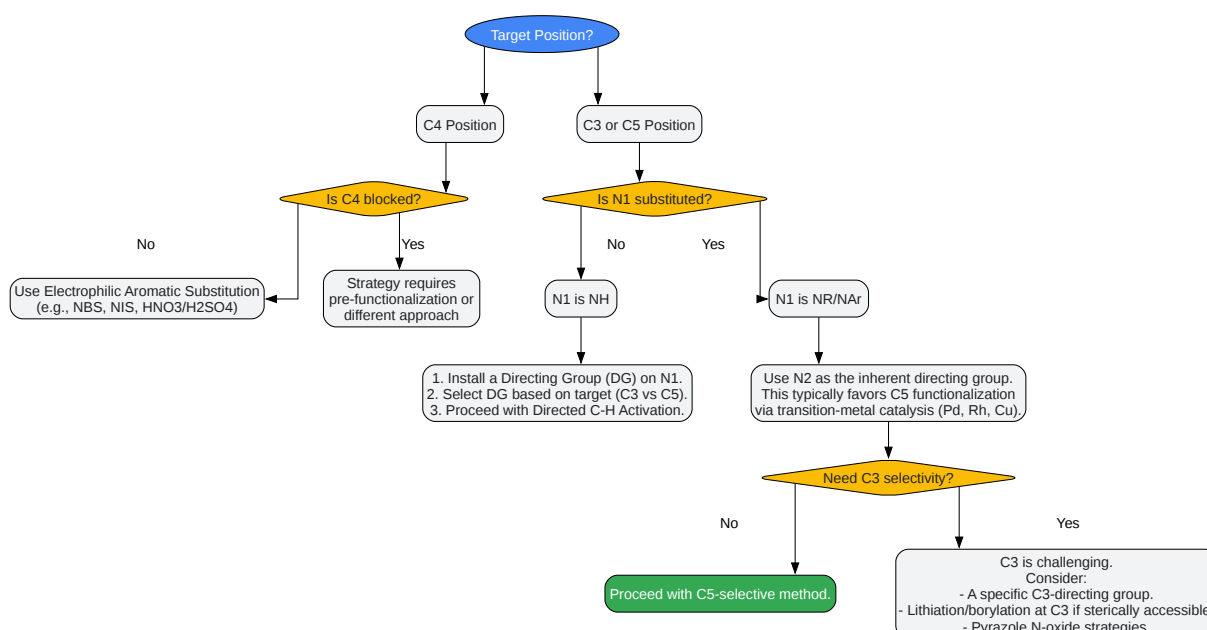 Target Position?
C4 Position
C3 or C5 Position
Is C4 blocked?
Is N1 substituted?
No
Yes
No
Yes
Use Electrophilic Aromatic Substitution
(e.g., NBS, NIS, HNO3/H2SO4)
Strategy requires
pre-functionalization or
different approach
N1 is NH
N1 is NR/NAr
1. Install a Directing Group (DG) on N1.
2. Select DG based on target (C3 vs C5).
3. Proceed with Directed C-H Activation.
Use N2 as the inherent directing group.
This typically favors C5 functionalization
via transition-metal catalysis (Pd, Rh, Cu).
Need C3 selectivity?
No
Yes
Proceed with C5-selective method.
C3 is challenging.
Consider:
- A specific C3-directing group.
- Lithiation/borylation at C3 if sterically accessible
- Pyrazole N-oxide strategies